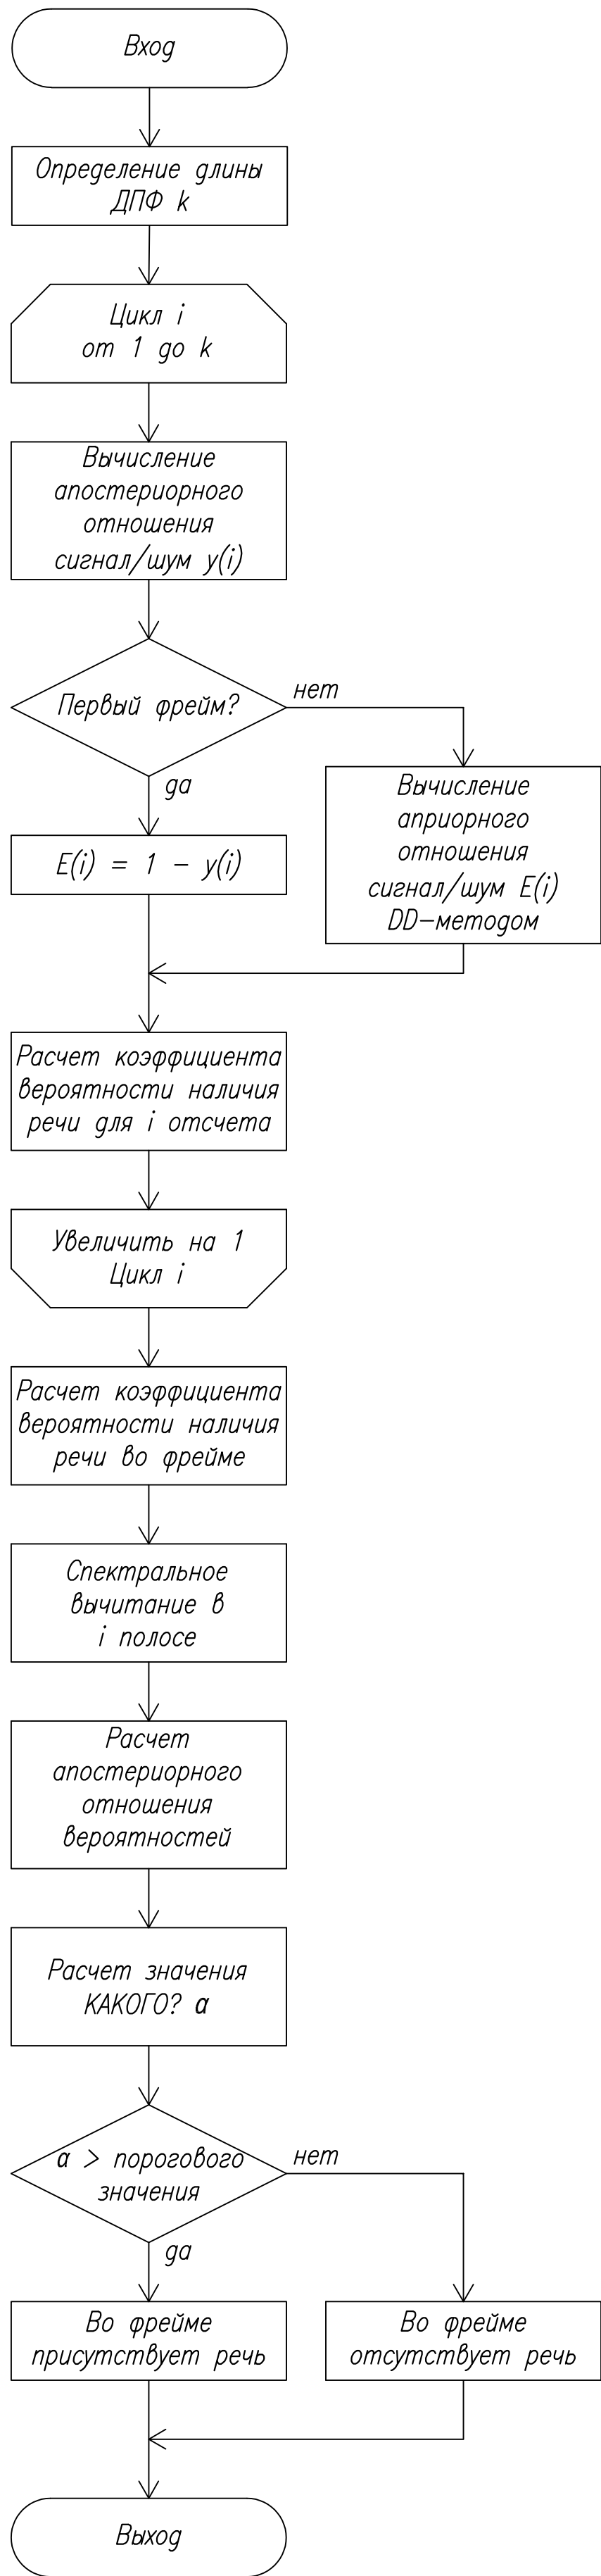 Вход
Определение длины
ДПФ k
Цикл i
от 1 до k
Вычисление
апостериорного
отношения
сигнал/шум y(i)
Первый фрейм?
нет
да
E(i) = 1 - y(i)
Вычисление
априорного
отношения
сигнал/шум E(i)
DD-методом
Расчет коэффициента
вероятности наличия
речи для i отсчета
Увеличить на 1
Цикл i
Расчет коэффициента
вероятности наличия
речи во фрейме
Спектральное
вычитание в
i полосе
Расчет
апостериорного
отношения
вероятностей
Расчет значения
КАКОГО? α
α > порогового
значения
нет
да
Во фрейме
присутствует речь
Во фрейме
отсутствует речь
Выход